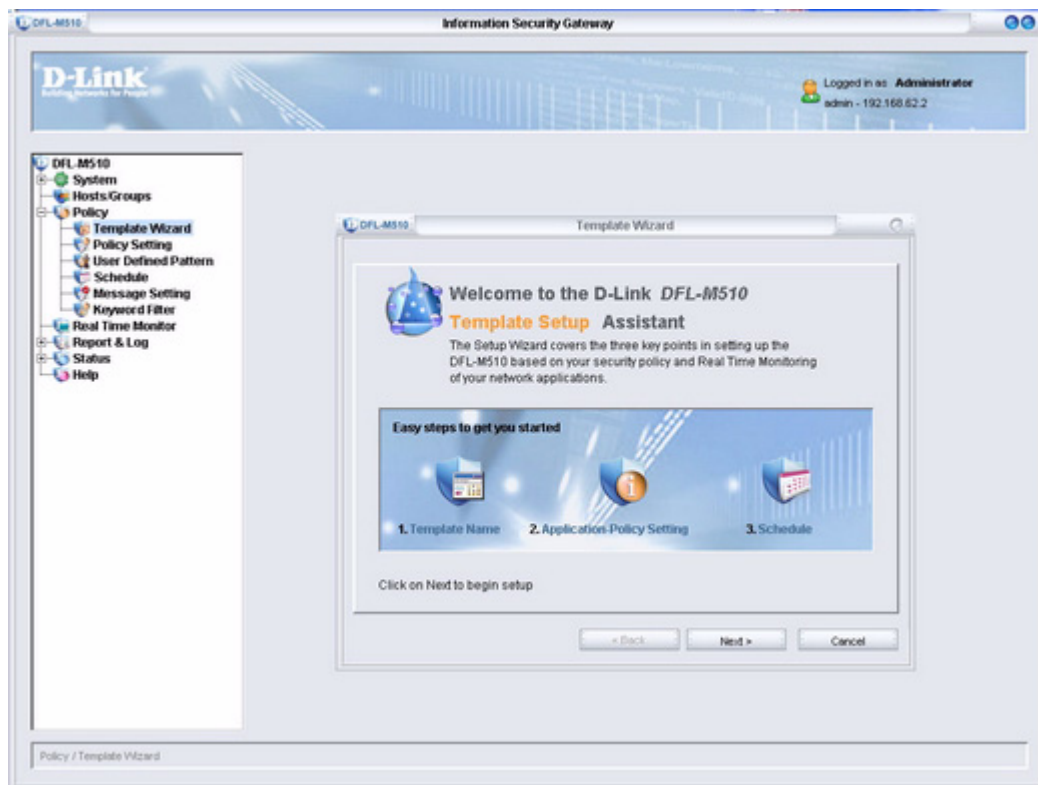 DFL-M510
Information Security Gateway
D-Link
Building Networks for People
Logged in as Administrator
admin - 192.168.62.2
DFL-M510
System
Hosts/Groups
Policy
Template Wizard
Policy Setting
User Defined Pattern
Schedule
Message Setting
Keyword Filter
Real Time Monitor
Report & Log
Status
Help
DFL-M510
Template Wizard
Welcome to the D-Link DFL-M510
Template Setup Assistant
The Setup Wizard covers the three key points in setting up the
DFL-M510 based on your security policy and Real Time Monitoring
of your network applications.
Easy steps to get you started
1. Template Name
2. Application-Policy Setting
3. Schedule
Click on Next to begin setup
< Back
Next >
Cancel
Policy / Template Wizard